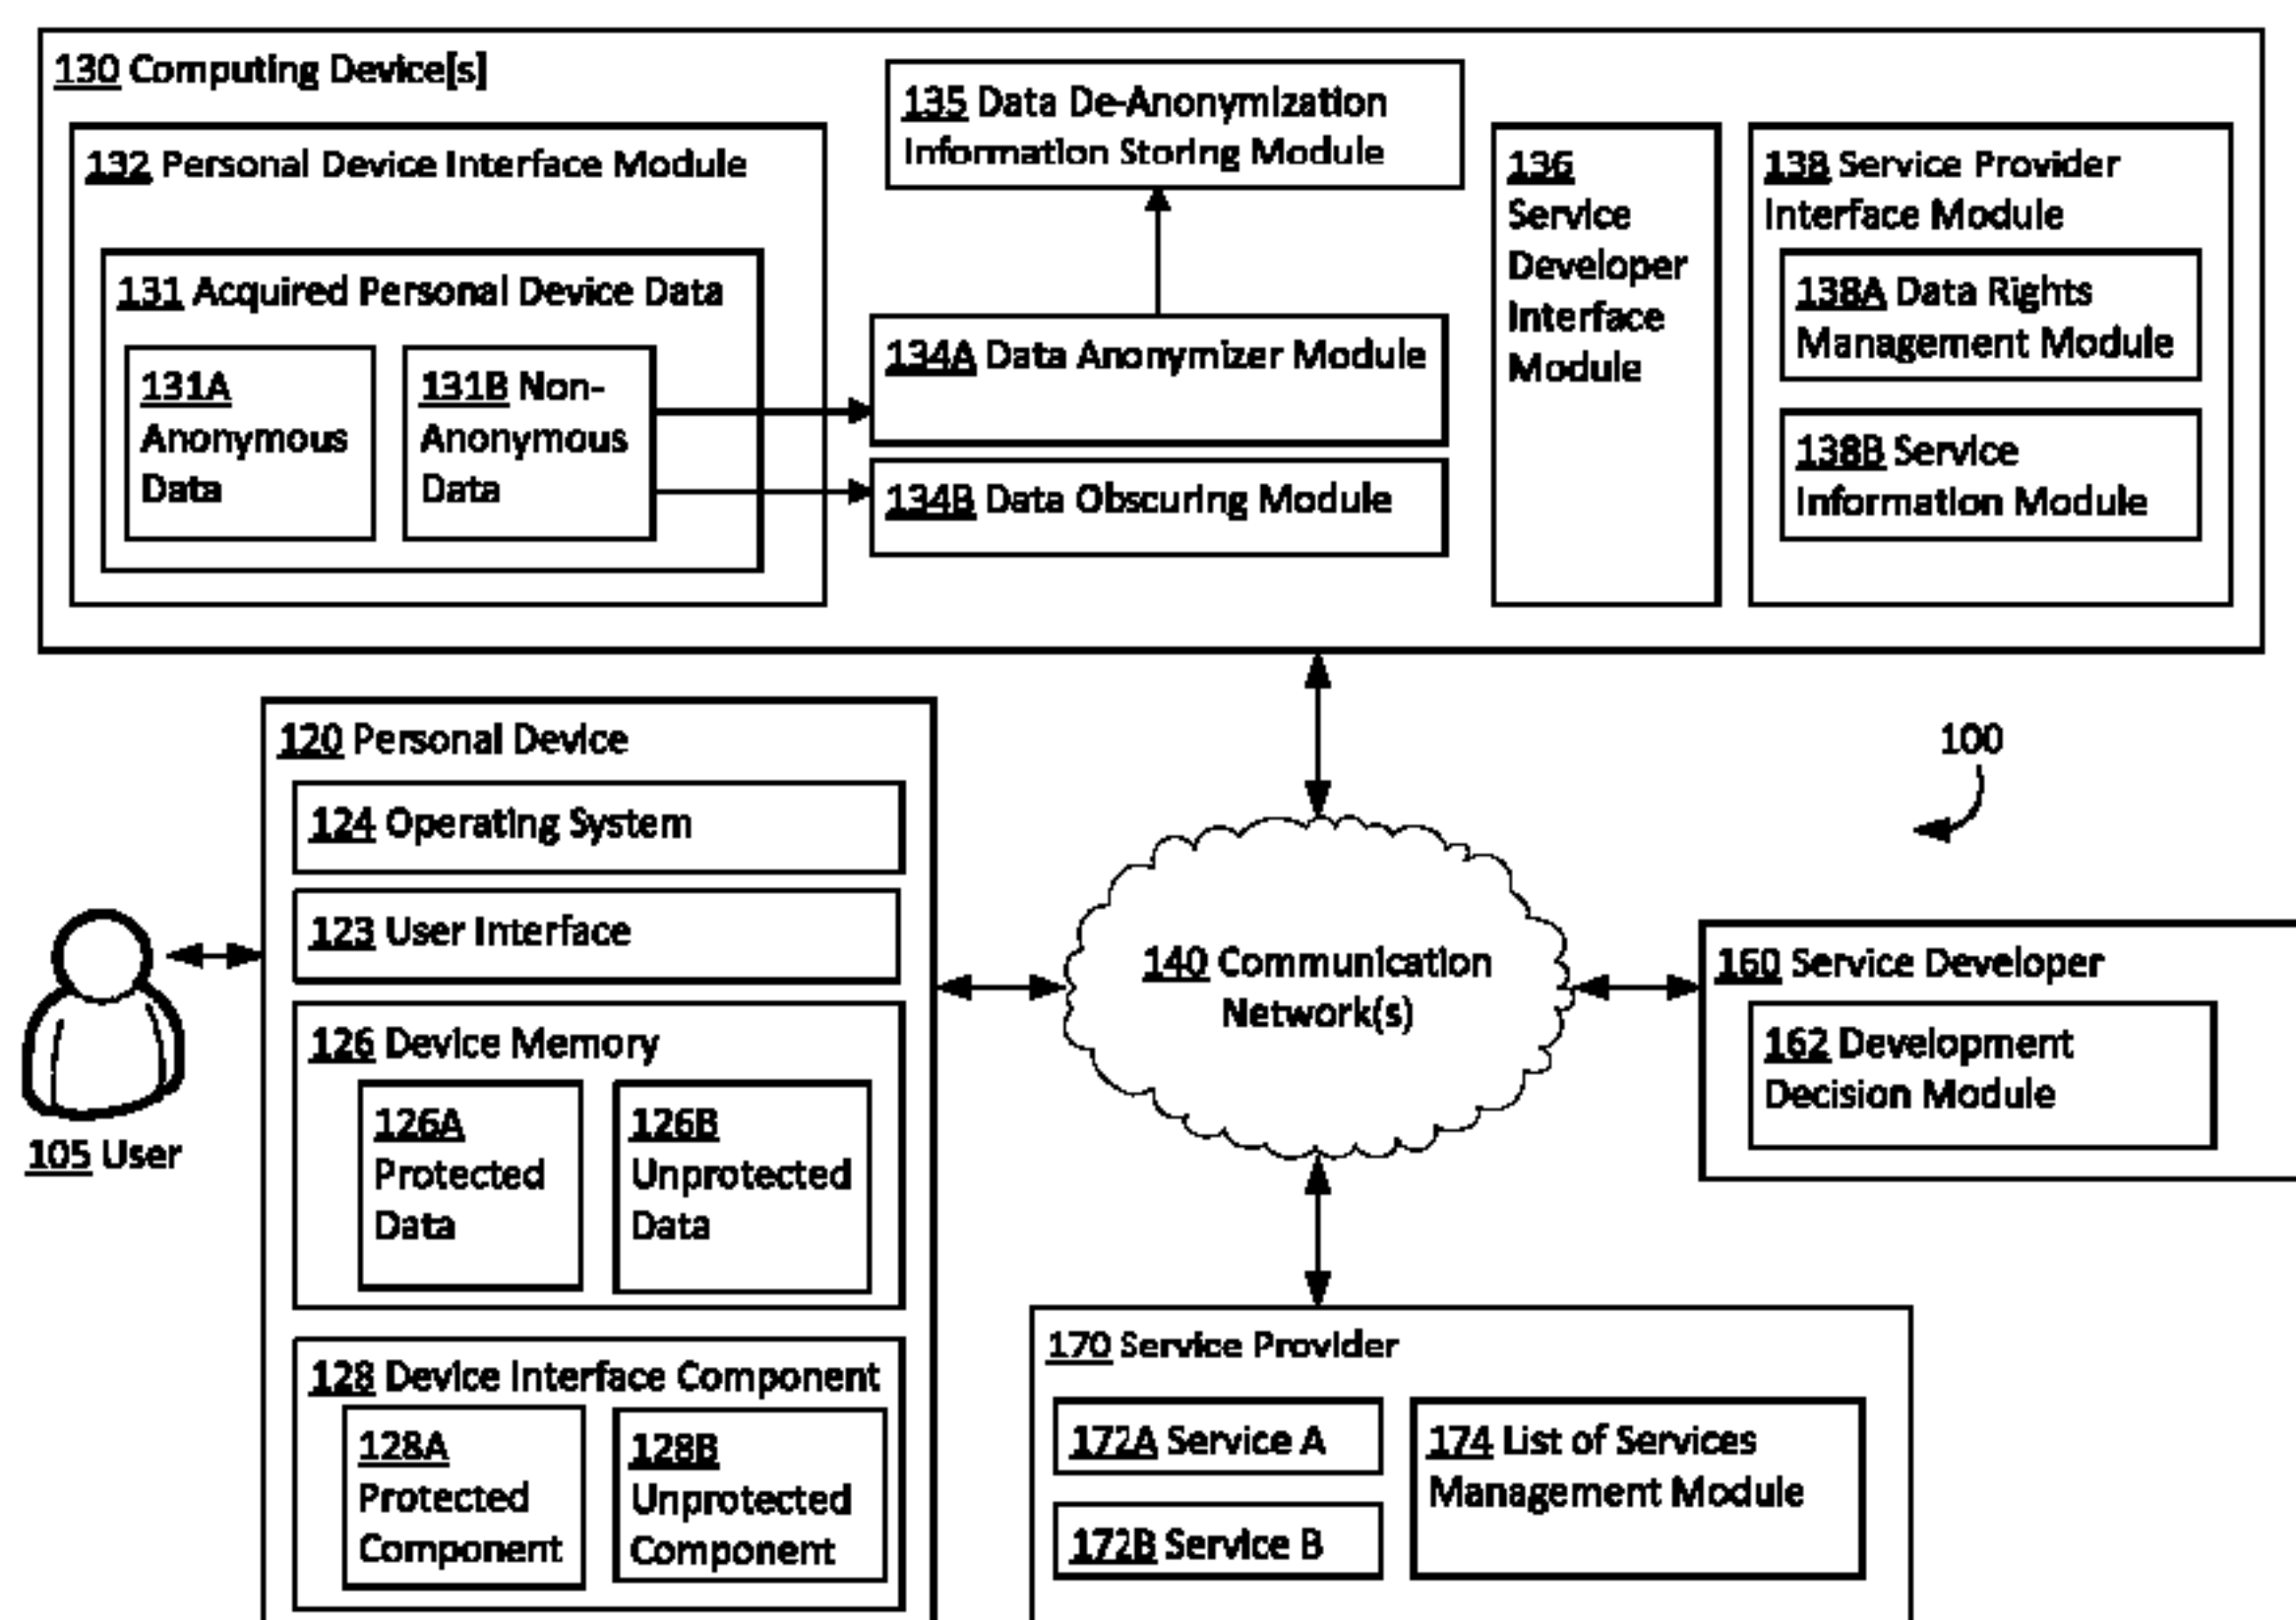 130 Computing Device[s]
132 Personal Device Interface Module
131 Acquired Personal Device Data
131A
Anonymous
Data
131B Non-
Anonymous
Data
135 Data De-Anonymization
Information Storing Module
134A Data Anonymizer Module
134B Data Obscuring Module
136
Service
Developer
Interface
Module
138 Service Provider
Interface Module
138A Data Rights
Management Module
138B Service
Information Module
105 User
120 Personal Device
124 Operating System
123 User Interface
126 Device Memory
126A
Protected
Data
126B
Unprotected
Data
128 Device Interface Component
128A
Protected
Component
128B
Unprotected
Component
140 Communication
Network(s)
100
160 Service Developer
162 Development
Decision Module
170 Service Provider
172A Service A
172B Service B
174 List of Services
Management Module